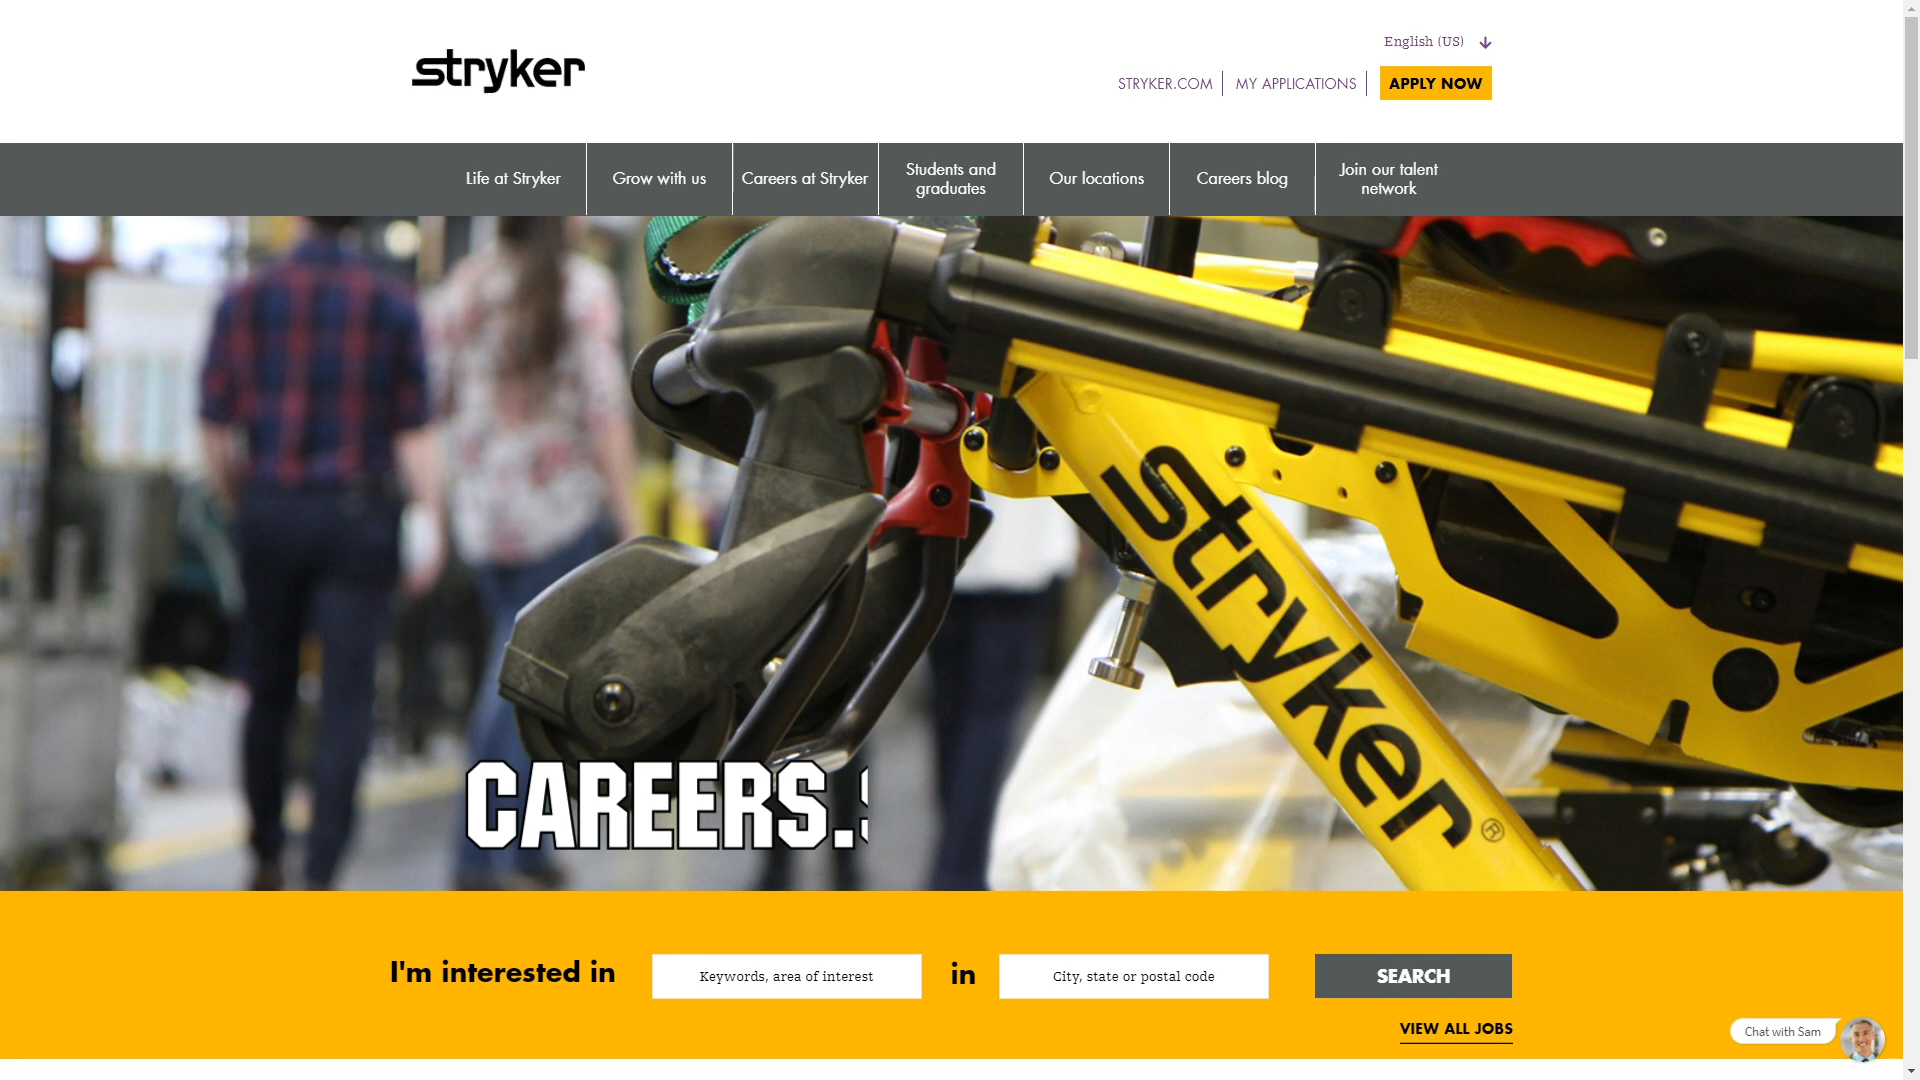 stryker
English (US)
STRYKER.COM
MY APPLICATIONS
APPLY NOW
Life at Stryker
Grow with us
Careers at Stryker
Students and
graduates
Our locations
Careers blog
Join our talent
network
stryker®
CAREERS.
I'm interested in
Keywords, area of interest
in
City, state or postal code
SEARCH
VIEW ALL JOBS
Chat with Sam